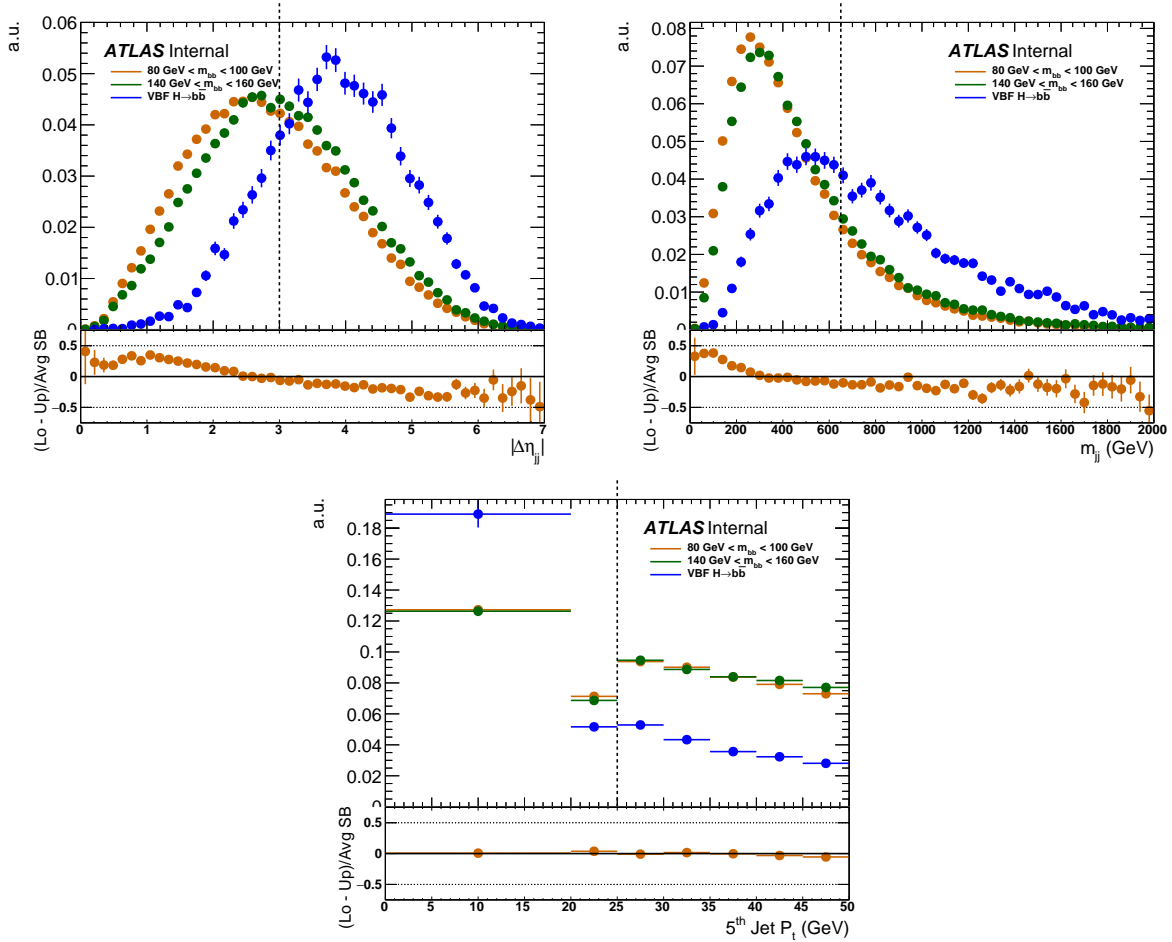 a.u.
0.06
0.05
0.04
0.03
0.02
0.01
0
ATLAS Internal
80 GeV < m_bb < 100 GeV
140 GeV < m_bb < 160 GeV
VBF H→bb̄
(Lo - Up)/Avg SB
0.5
0
−0.5
0 1 2 3 4 5 6 7
|Δη_jj|
a.u.
0.08
0.07
0.06
0.05
0.04
0.03
0.02
0.01
0
ATLAS Internal
80 GeV < m_bb < 100 GeV
140 GeV < m_bb < 160 GeV
VBF H→bb̄
(Lo - Up)/Avg SB
0.5
0
−0.5
0 200 400 600 800 1000 1200 1400 1600 1800 2000
m_jj (GeV)
a.u.
0.18
0.16
0.14
0.12
0.1
0.08
0.06
0.04
0.02
0
ATLAS Internal
80 GeV < m_bb < 100 GeV
140 GeV < m_bb < 160 GeV
VBF H→bb̄
(Lo - Up)/Avg SB
0.5
0
−0.5
0 5 10 15 20 25 30 35 40 45 50
5th Jet P_t (GeV)